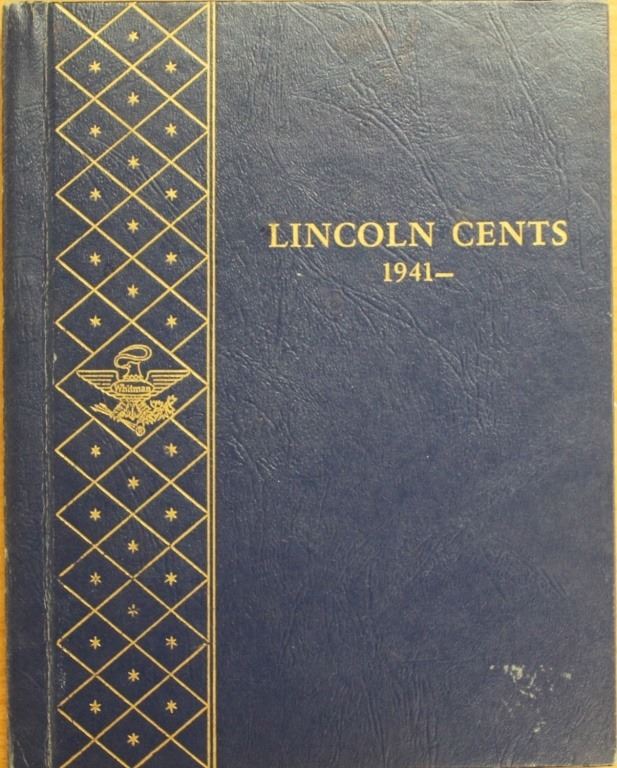 LINCOLN CENTS
1941—
Whitman
®